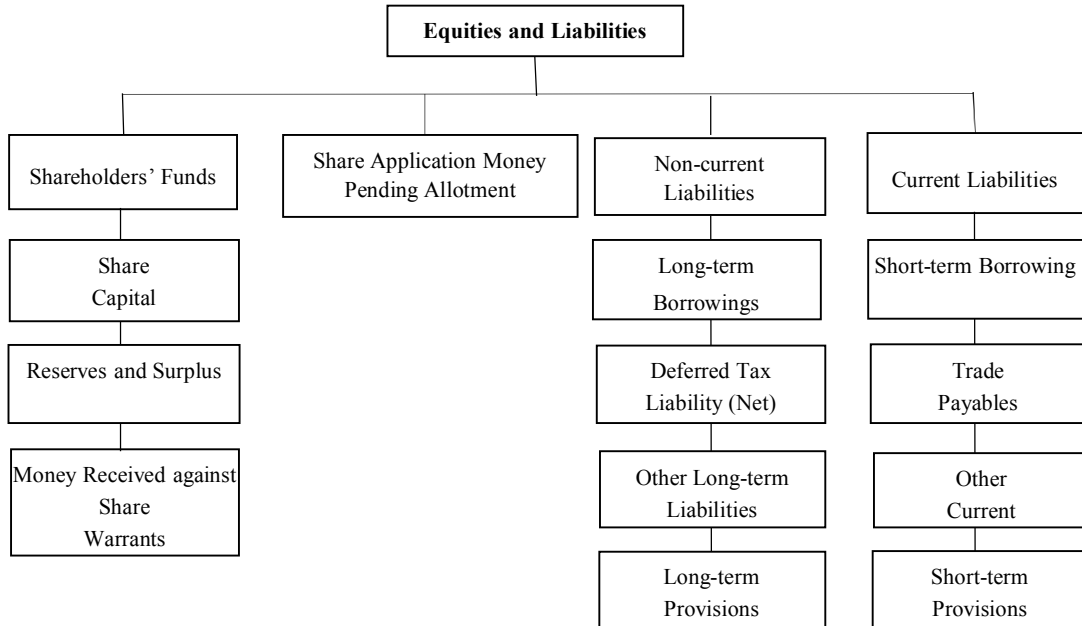 Equities and Liabilities
Shareholders’ Funds
Share Application Money
Pending Allotment
Non-current
Liabilities
Current Liabilities
Share
Capital
Long-term
Borrowings
Short-term Borrowing
Reserves and Surplus
Deferred Tax
Liability (Net)
Trade
Payables
Money Received against
Share
Warrants
Other Long-term
Liabilities
Other
Current
Long-term
Provisions
Short-term
Provisions